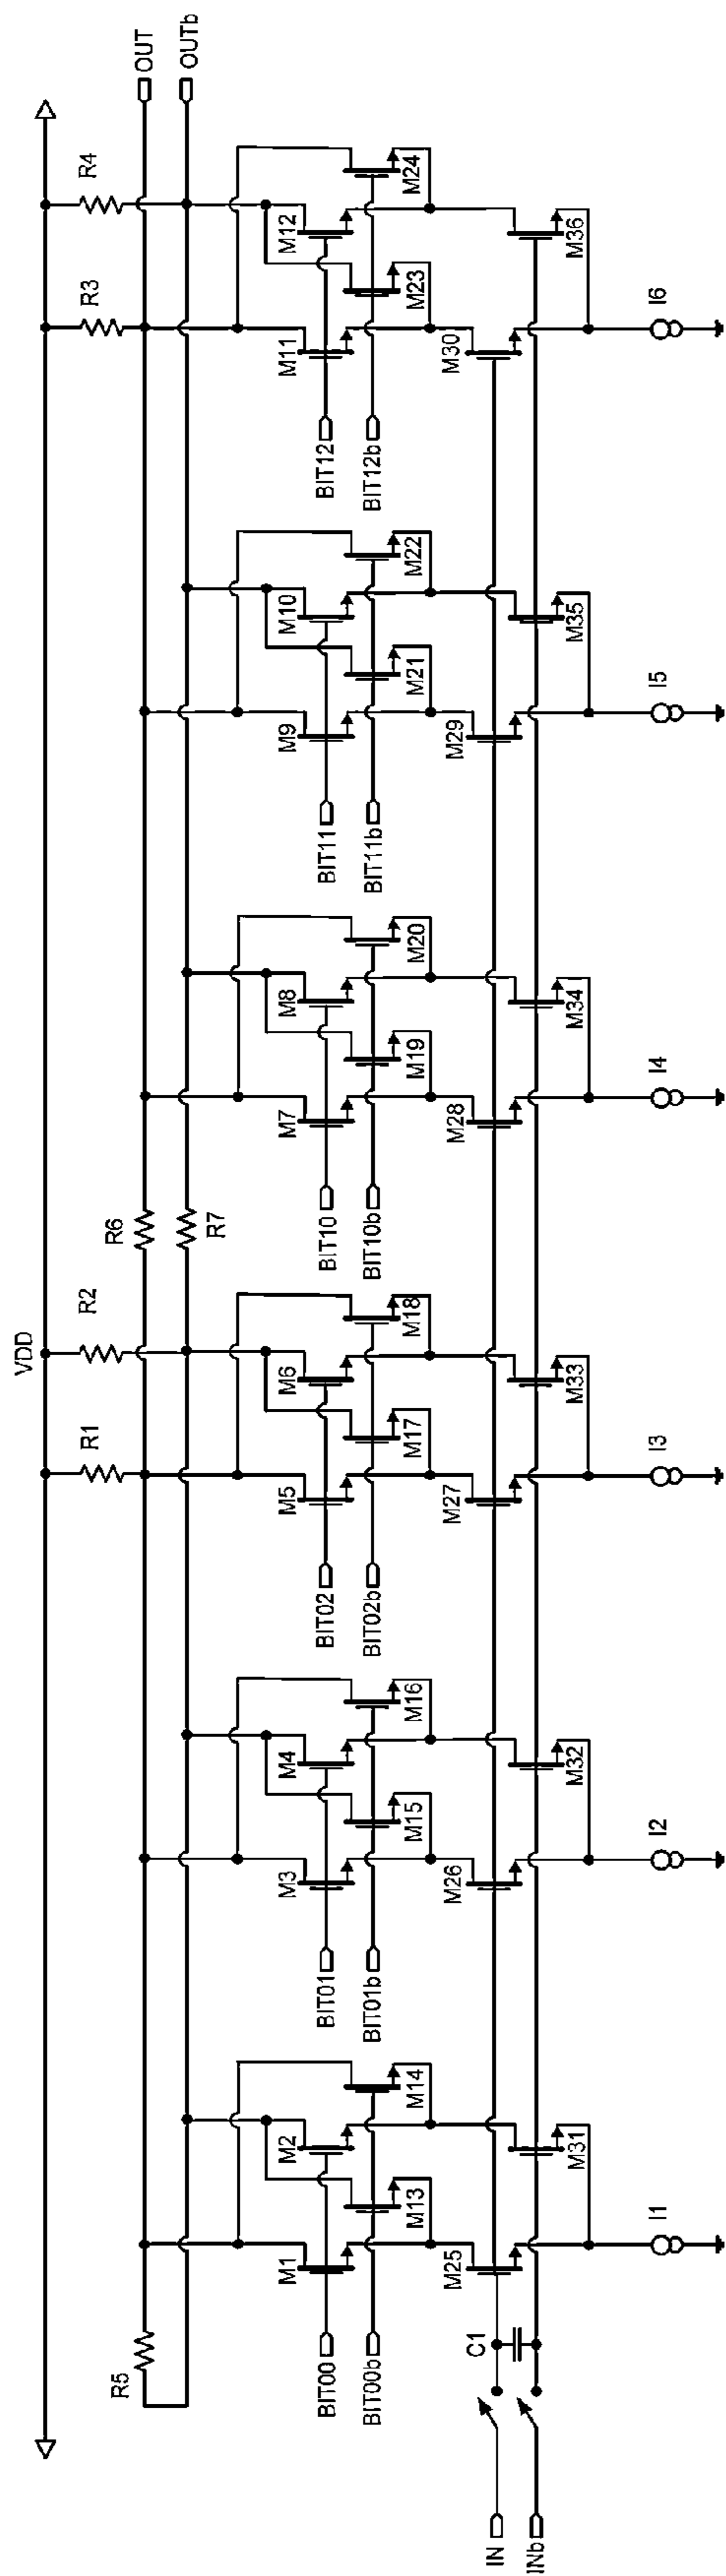 VDD
OUT
OUTb
R1
R2
R3
R4
R5
R6
R7
M1
M2
M13
M14
M3
M4
M15
M16
M5
M6
M17
M18
M7
M8
M19
M20
M9
M10
M21
M22
M11
M12
M23
M24
BIT00
BIT00b
BIT01
BIT01b
BIT02
BIT02b
BIT10
BIT10b
BIT11
BIT11b
BIT12
BIT12b
M25
M31
M26
M32
M27
M33
M28
M34
M29
M35
M30
M36
C1
IN
INb
I1
I2
I3
I4
I5
I6